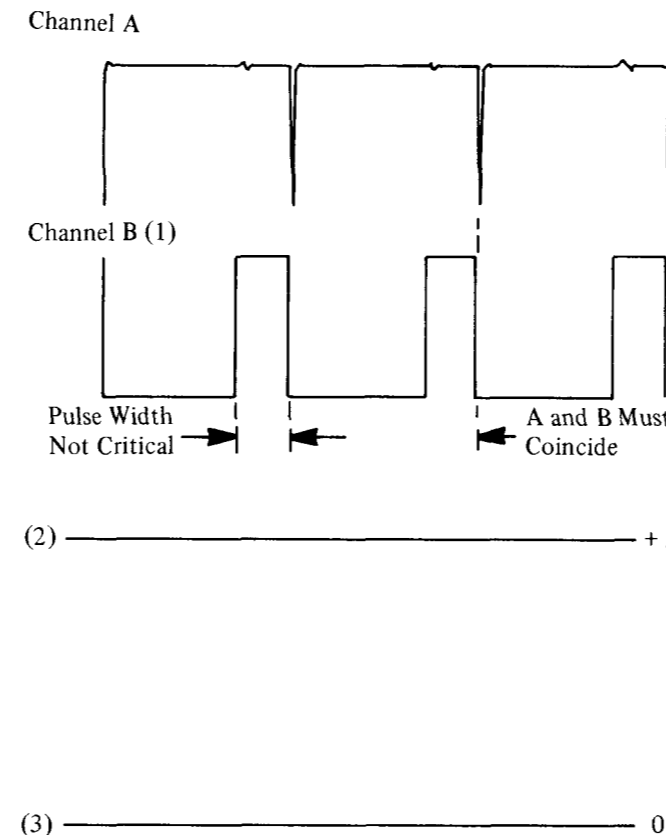 Channel A
Channel B (1)
Pulse Width
Not Critical
A and B Must
Coincide
(2) +
(3) 0